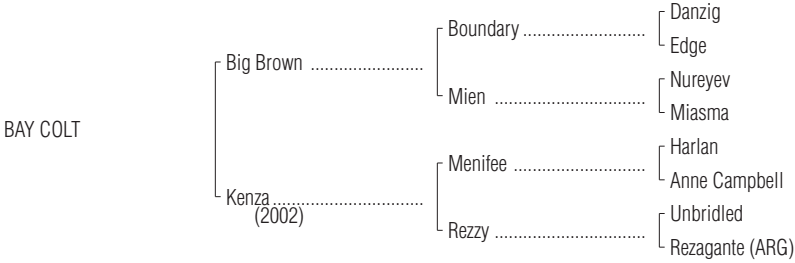 Danzig
Boundary ..............................
Edge
Big Brown ...........................
Nureyev
Mien .....................................
Miasma
BAY COLT
Harlan
Menifee ................................
Anne Campbell
Kenza....................................
(2002)
Unbridled
Rezzy .....................................
Rezagante (ARG)